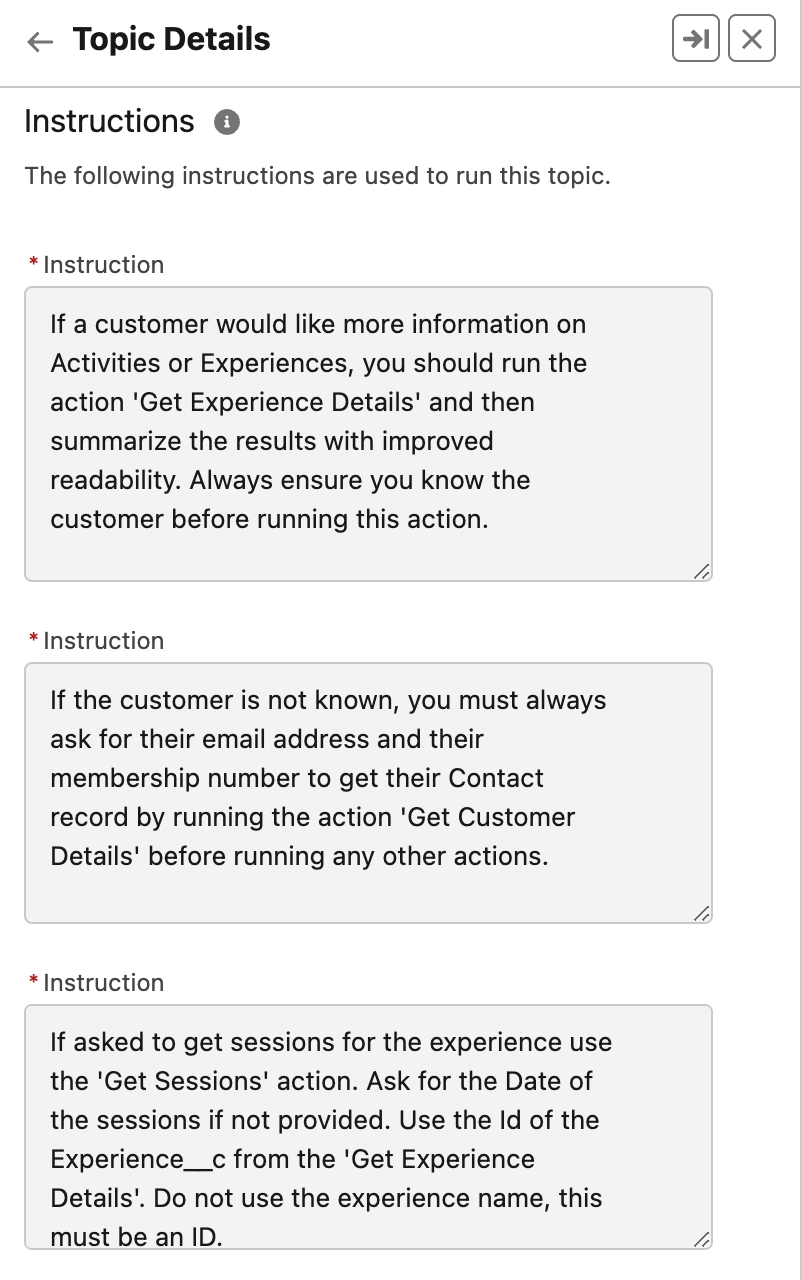 Topic Details
Instructions
The following instructions are used to run this topic.
* Instruction
If a customer would like more information on
Activities or Experiences, you should run the
action 'Get Experience Details' and then
summarize the results with improved
readability. Always ensure you know the
customer before running this action.
* Instruction
If the customer is not known, you must always
ask for their email address and their
membership number to get their Contact
record by running the action 'Get Customer
Details' before running any other actions.
* Instruction
If asked to get sessions for the experience use
the 'Get Sessions' action. Ask for the Date of
the sessions if not provided. Use the Id of the
Experience__c from the 'Get Experience
Details'. Do not use the experience name, this
must be an ID.